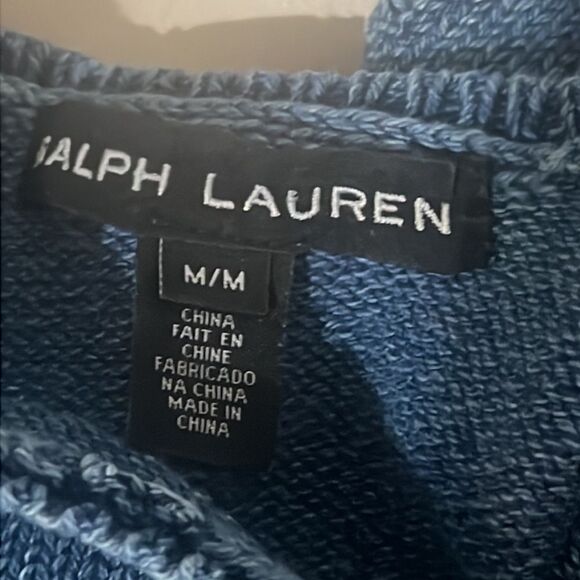 RALPH LAUREN
M/M
CHINA
FAIT EN
CHINE
FABRICADO
NA CHINA
MADE IN
CHINA